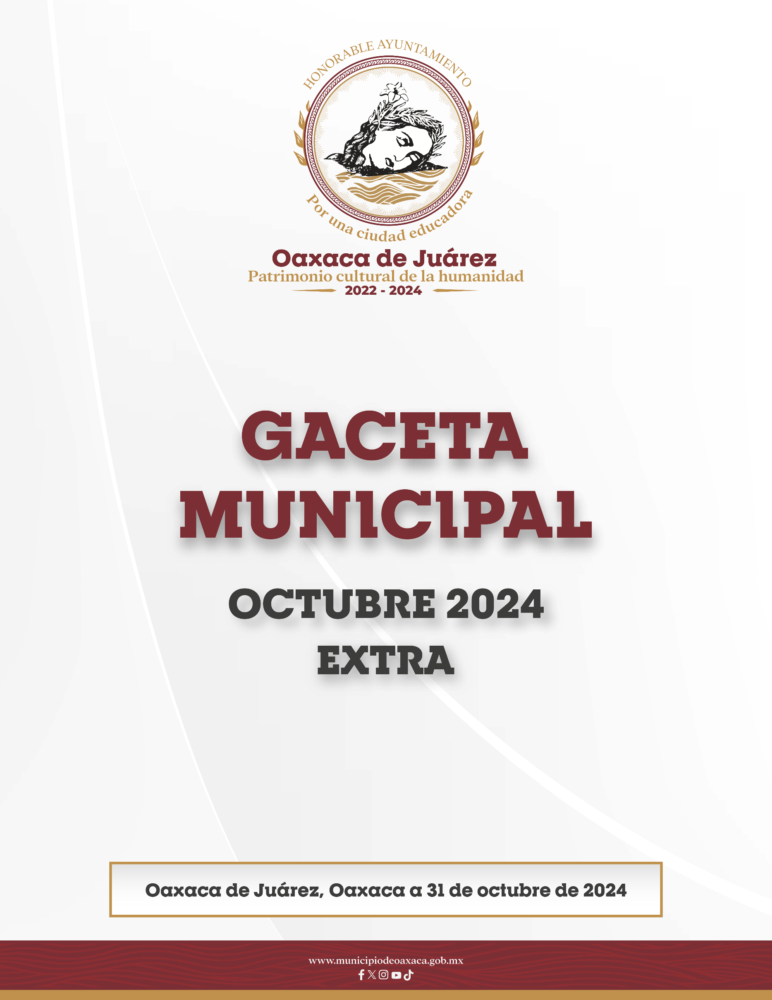 HONORABLE AYUNTAMIENTO
Por una ciudad educadora
Oaxaca de Juárez
Patrimonio cultural de la humanidad
2022 - 2024
GACETA
MUNICIPAL
OCTUBRE 2024
EXTRA
Oaxaca de Juárez, Oaxaca a 31 de octubre de 2024
www.municipiodeoaxaca.gob.mx